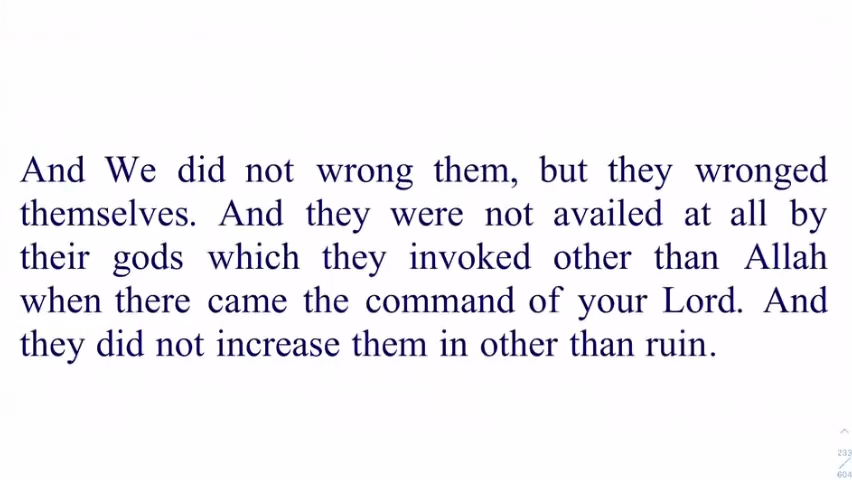 And We did not wrong them, but they wronged
themselves. And they were not availed at all by
their gods which they invoked other than Allah
when there came the command of your Lord. And
they did not increase them in other than ruin.
233
604